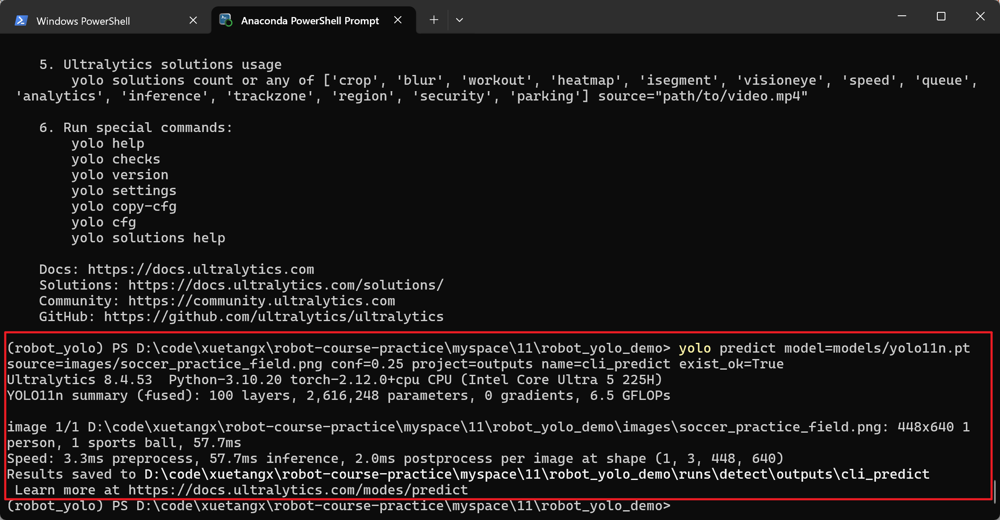 Windows PowerShell
Anaconda PowerShell Prompt
5. Ultralytics solutions usage
yolo solutions count or any of ['crop', 'blur', 'workout', 'heatmap', 'isegment', 'visioneye', 'speed', 'queue',
'analytics', 'inference', 'trackzone', 'region', 'security', 'parking'] source="path/to/video.mp4"
6. Run special commands:
yolo help
yolo checks
yolo version
yolo settings
yolo copy-cfg
yolo cfg
yolo solutions help
Docs: https://docs.ultralytics.com
Solutions: https://docs.ultralytics.com/solutions/
Community: https://community.ultralytics.com
GitHub: https://github.com/ultralytics/ultralytics
(robot_yolo) PS D:\code\xuetangx\robot-course-practice\myspace\11\robot_yolo_demo> yolo predict model=models/yolo11n.pt
source=images/soccer_practice_field.png conf=0.25 project=outputs name=cli_predict exist_ok=True
Ultralytics 8.4.53  Python-3.10.20 torch-2.12.0+cpu CPU (Intel Core Ultra 5 225H)
YOLO11n summary (fused): 100 layers, 2,616,248 parameters, 0 gradients, 6.5 GFLOPs
image 1/1 D:\code\xuetangx\robot-course-practice\myspace\11\robot_yolo_demo\images\soccer_practice_field.png: 448x640 1
person, 1 sports ball, 57.7ms
Speed: 3.3ms preprocess, 57.7ms inference, 2.0ms postprocess per image at shape (1, 3, 448, 640)
Results saved to D:\code\xuetangx\robot-course-practice\myspace\11\robot_yolo_demo\runs\detect\outputs\cli_predict
Learn more at https://docs.ultralytics.com/modes/predict
(robot_yolo) PS D:\code\xuetangx\robot-course-practice\myspace\11\robot_yolo_demo>